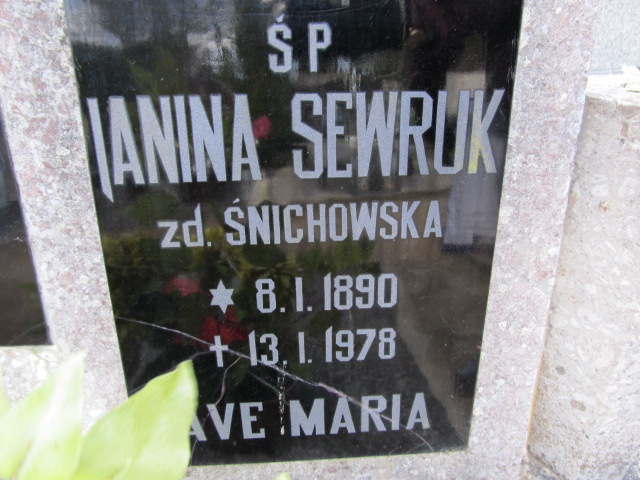 ŚP
JANINA SEWRUK
zd. ŚNICHOWSKA
8.I.1890
13.I.1978
AVE MARIA